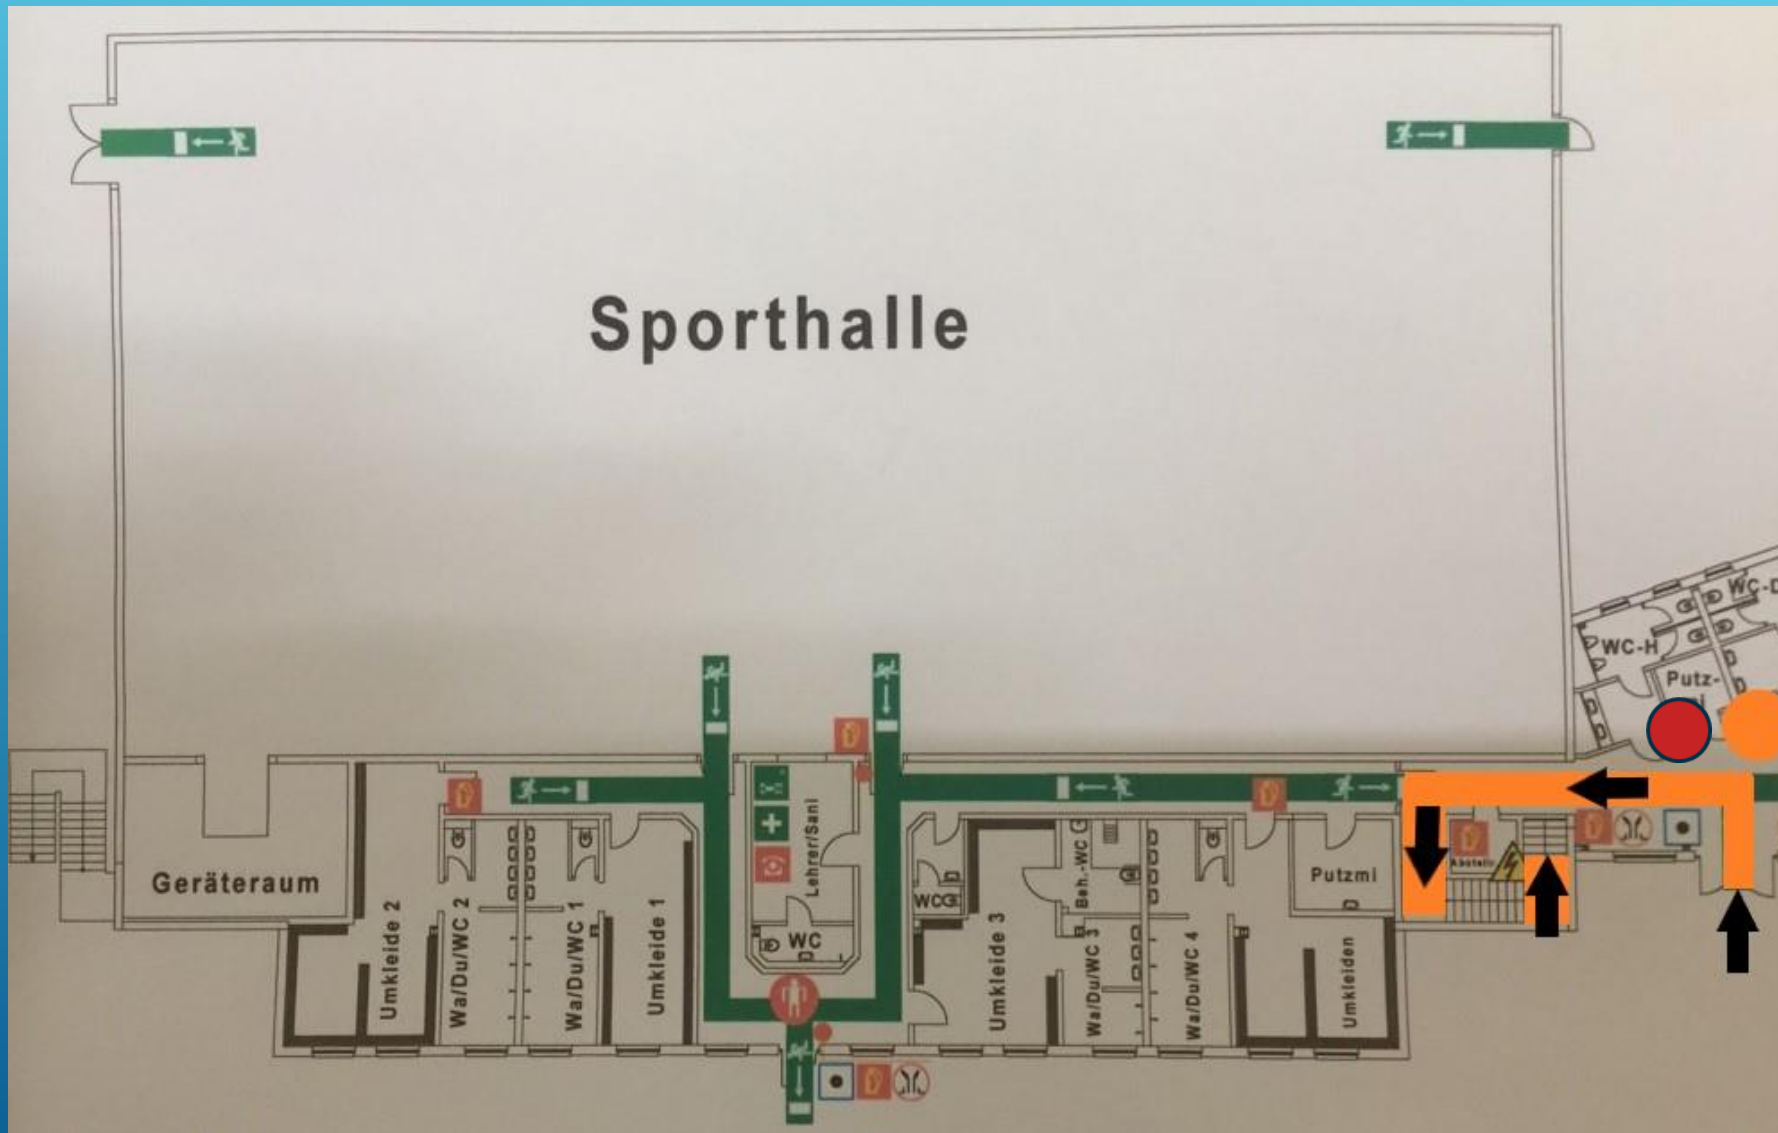 Sporthalle
WC-D
WC-H
Putz-
Geräteraum
Umkleide 2
Wa/Du/WC 2
Wa/Du/WC 1
Umkleide 1
Lehrer/Sani
WC
WC
Umkleide 3
Beh.-WC
Wa/Du/WC 3
Wa/Du/WC 4
Putzmi
Umkleiden